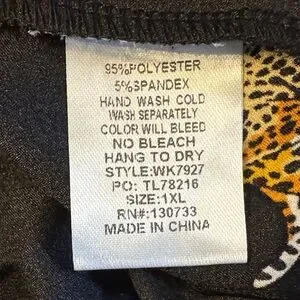 95%POLYESTER
5%SPANDEX
HAND WASH COLD
WASH SEPARATELY
COLOR WILL BLEED
NO BLEACH
HANG TO DRY
STYLE:WK7927
PO: TL78216
SIZE:1XL
RN#:130733
MADE IN CHINA